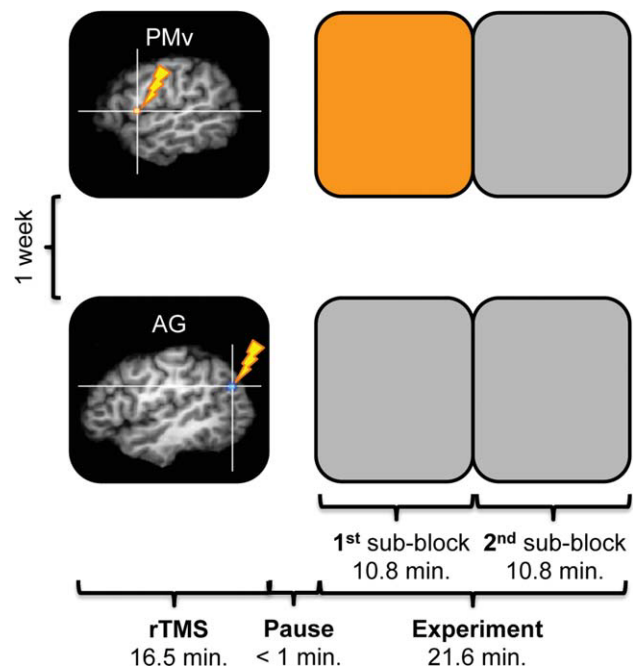 PMv
1 week
AG
1st sub-block 2nd sub-block
10.8 min. 10.8 min.
rTMS Pause Experiment
16.5 min. < 1 min. 21.6 min.